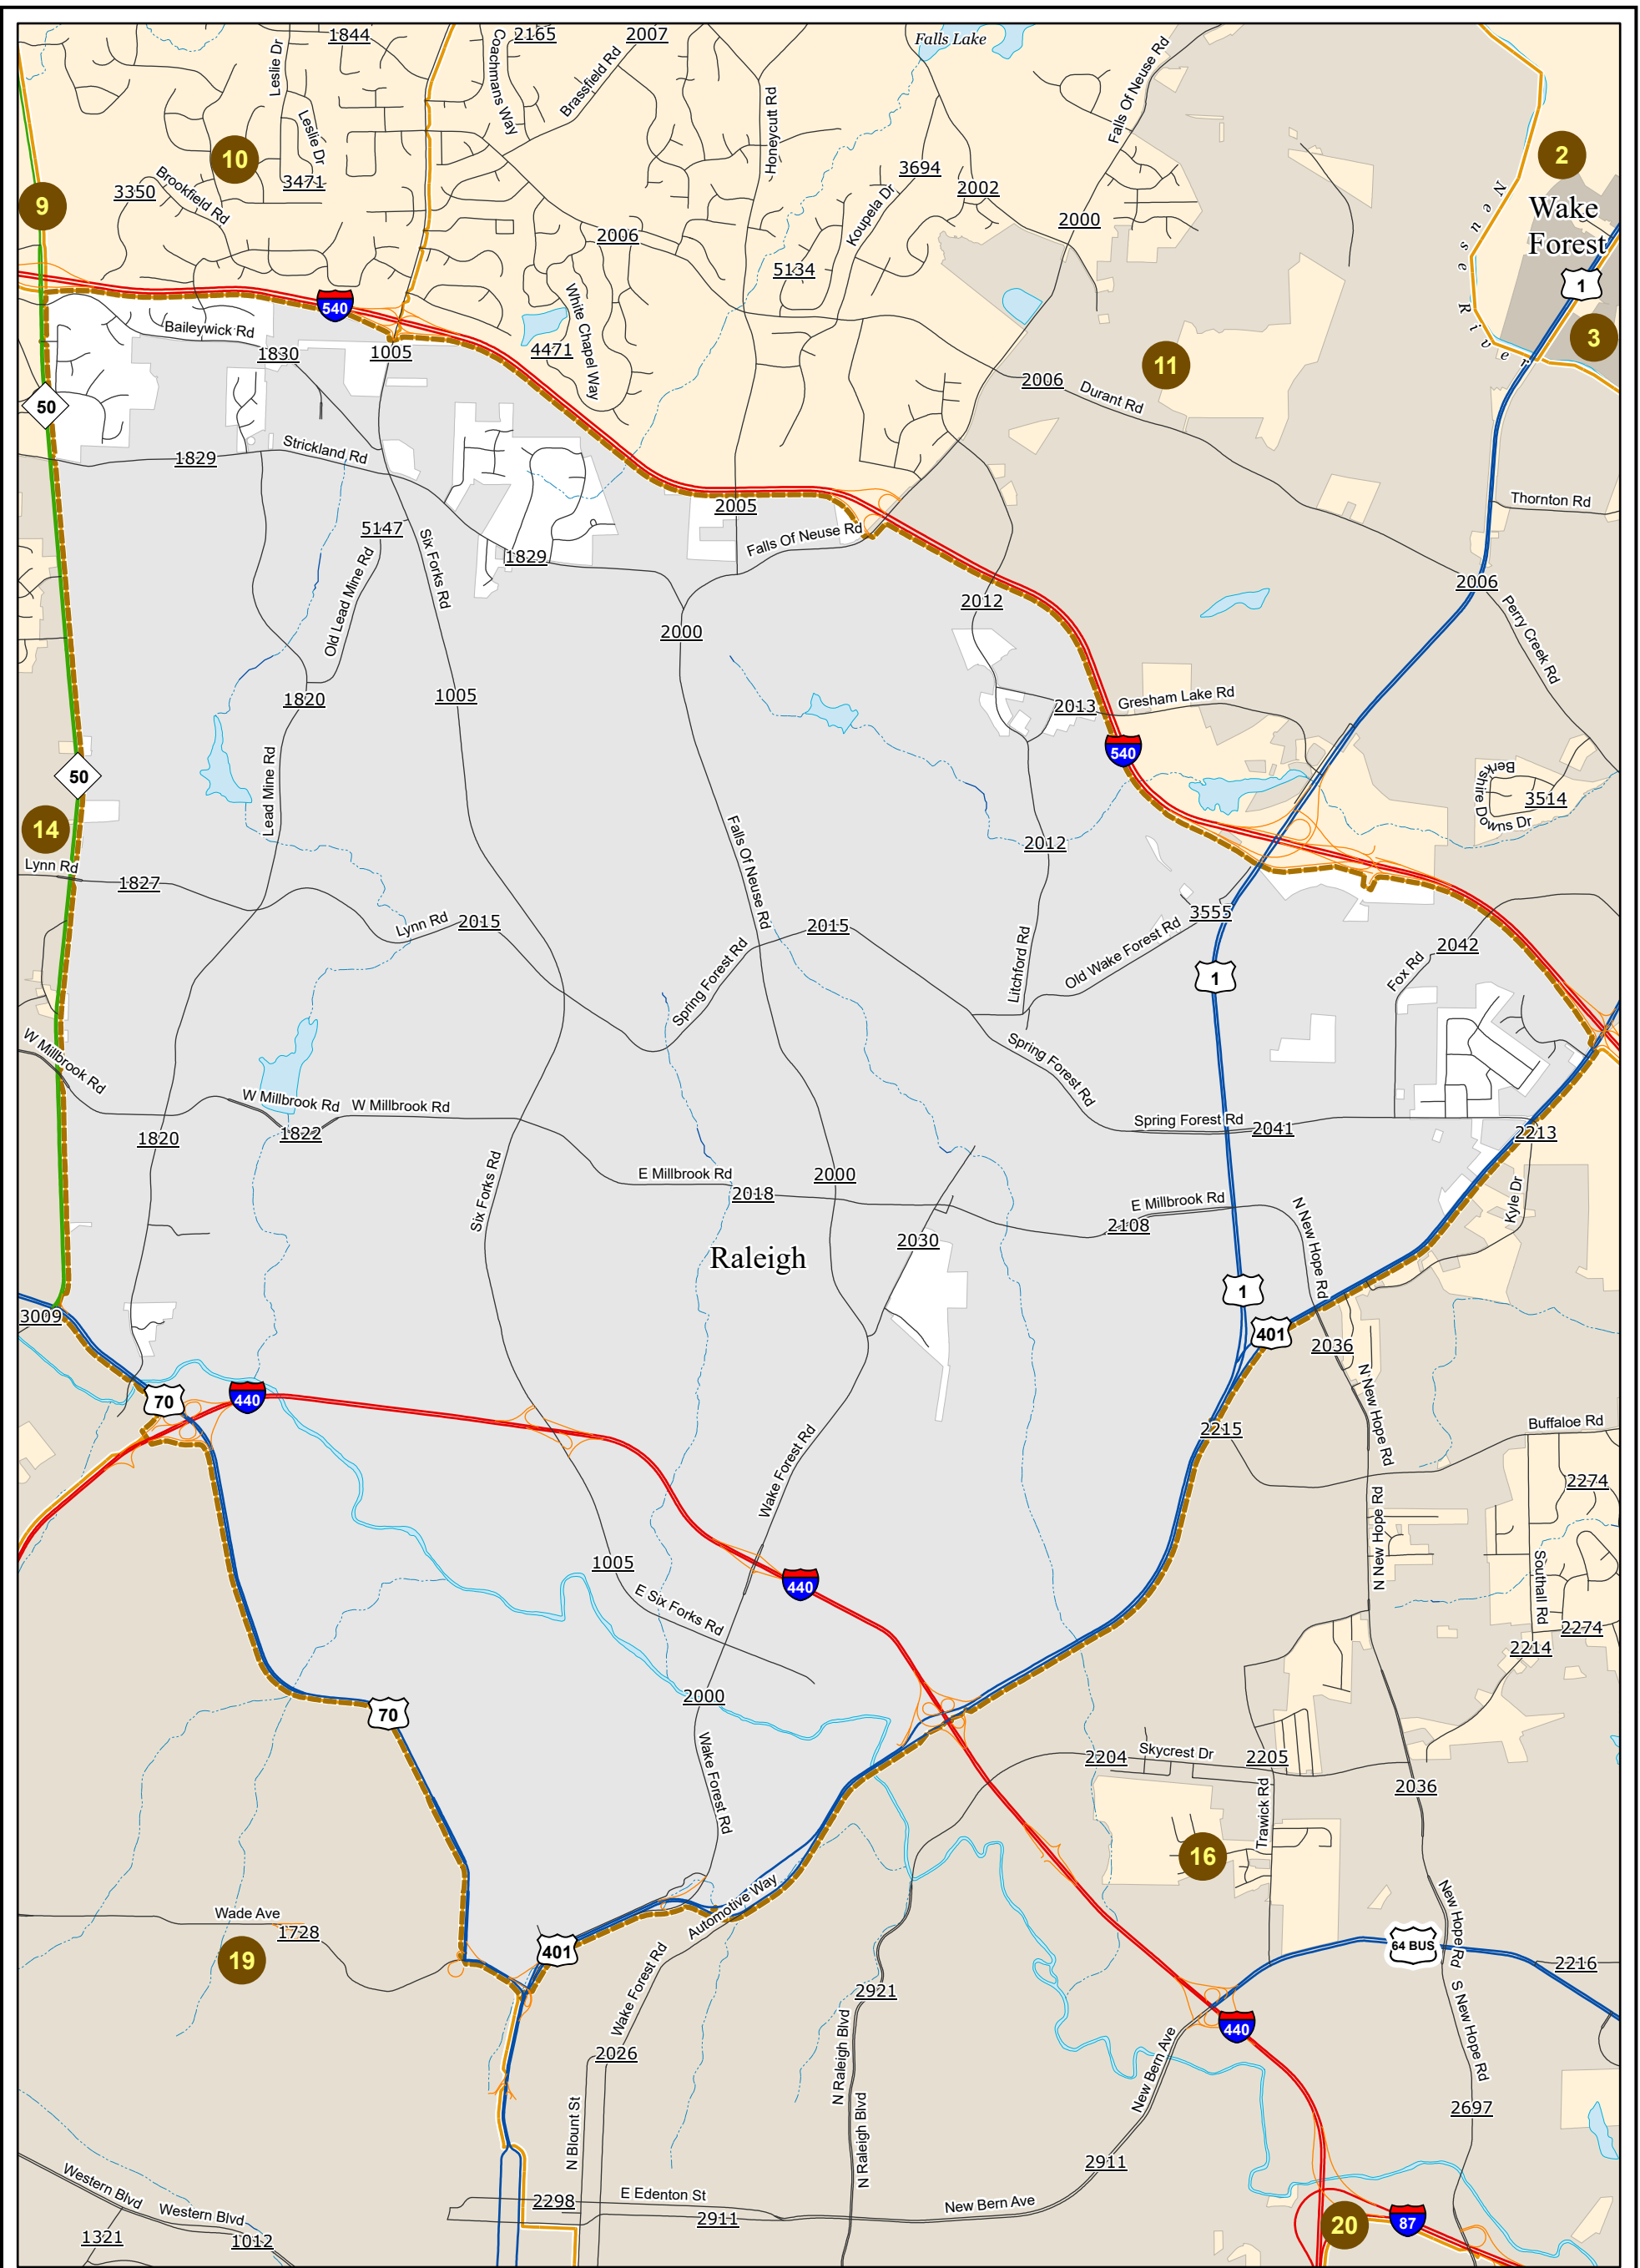 1844
2165
2007
Falls Lake
Leslie Dr
Coachmans Way
Brassfield Rd
Honeycutt Rd
Falls Of Neuse Rd
10
Leslie Dr
3471
3350
Brookfield Rd
3694
2002
Koupela Dr
2000
2
Wake
Forest
Neuse River
9
2006
5134
1
3
540
Baileywick Rd
1830
1005
4471
White Chapel Way
11
2006
Durant Rd
50
1829
Strickland Rd
2005
Thornton Rd
5147
Six Forks Rd
Falls Of Neuse Rd
1829
Old Lead Mine Rd
2012
2006
Perry Creek Rd
2000
1820
1005
2013
Gresham Lake Rd
540
50
Lead Mine Rd
Berkshire Downs Dr
3514
14
Lynn Rd
1827
Falls Of Neuse Rd
2012
Lynn Rd
2015
2015
3555
Spring Forest Rd
Litchford Rd
Old Wake Forest Rd
1
Fox Rd
2042
W Millbrook Rd
Spring Forest Rd
W Millbrook Rd
W Millbrook Rd
1822
1820
Spring Forest Rd
2041
2213
Six Forks Rd
E Millbrook Rd
2018
2000
E Millbrook Rd
2108
Kyle Dr
N New Hope Rd
2030
Raleigh
1
401
3009
2036
N New Hope Rd
70
440
2215
Buffaloe Rd
Wake Forest Rd
2274
N New Hope Rd
Southall Rd
1005
440
E Six Forks Rd
2274
2214
2000
70
Wake Forest Rd
2204
Skycrest Dr
2205
2036
Trawick Rd
16
Automotive Way
Wade Ave
1728
19
401
New Hope Rd
64 BUS
2216
Wake Forest Rd
2921
S New Hope Rd
N Raleigh Blvd
440
2026
New Bern Ave
N Blount St
N Raleigh Blvd
2697
2911
Western Blvd
Western Blvd
1321
1012
2298
E Edenton St
2911
New Bern Ave
20
87